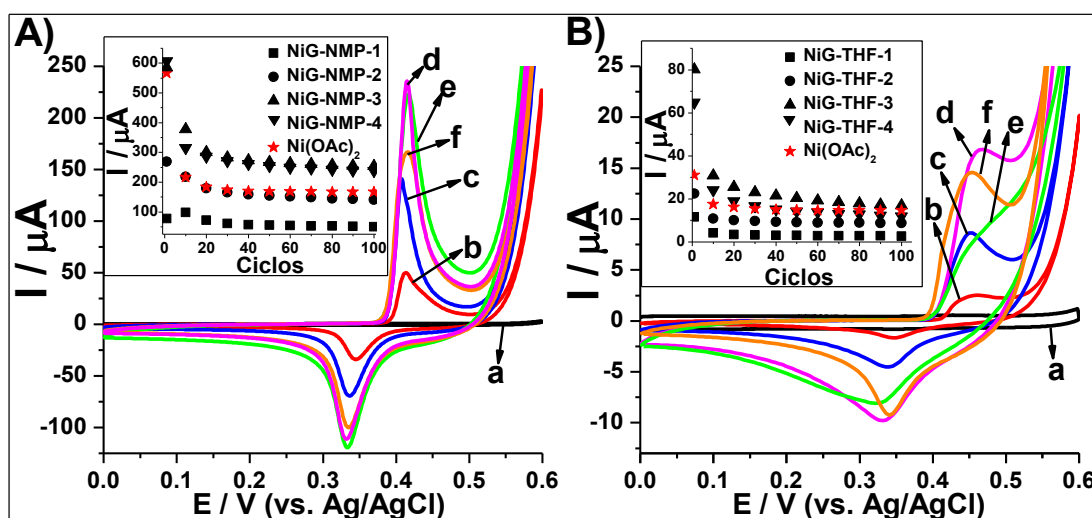 A)
I / µA
250
200
150
100
50
0
-50
-100
0.0 0.1 0.2 0.3 0.4 0.5 0.6
E / V (vs. Ag/AgCl)
I / µA
600
500
400
300
200
100
0 20 40 60 80 100
Ciclos
NiG-NMP-1
NiG-NMP-2
NiG-NMP-3
NiG-NMP-4
Ni(OAc)2
d
e
f
c
b
a
B)
I / µA
25
20
15
10
5
0
-5
-10
0.0 0.1 0.2 0.3 0.4 0.5 0.6
E / V (vs. Ag/AgCl)
I / µA
80
60
40
20
0
0 20 40 60 80 100
Ciclos
NiG-THF-1
NiG-THF-2
NiG-THF-3
NiG-THF-4
Ni(OAc)2
d f e
c
b
a